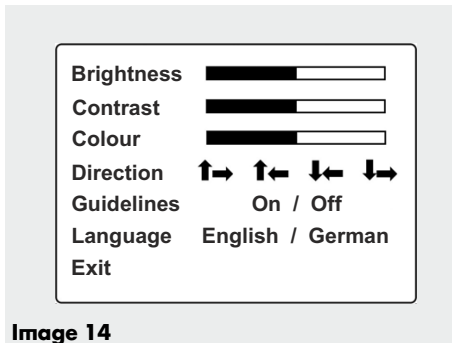 Brightness
Contrast
Colour
Direction
Guidelines On / Off
Language English / German
Exit
Image 14